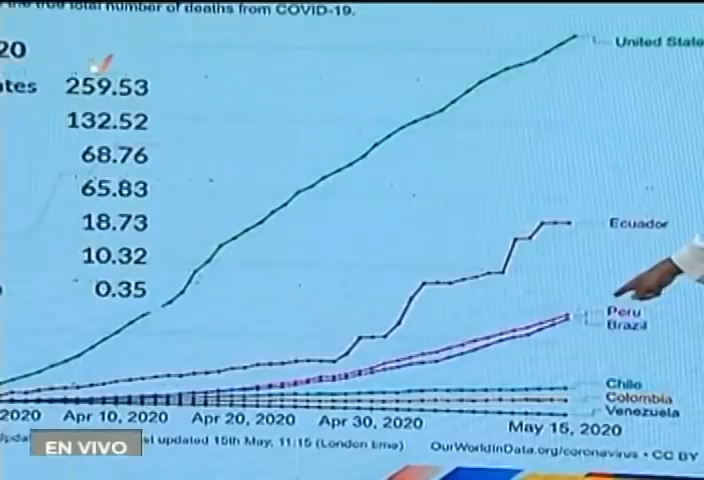 the true total number of deaths from COVID-19.
20
tes 259.53
132.52
68.76
65.83
18.73
10.32
0.35
United State
Ecuador
Peru
Brazil
Chile
Colombia
Venezuela
2020 Apr 10, 2020 Apr 20, 2020 Apr 30, 2020 May 15, 2020
updated 15th May, 11:15 (London time) OurWorldInData.org/coronavirus • CC BY
EN VIVO